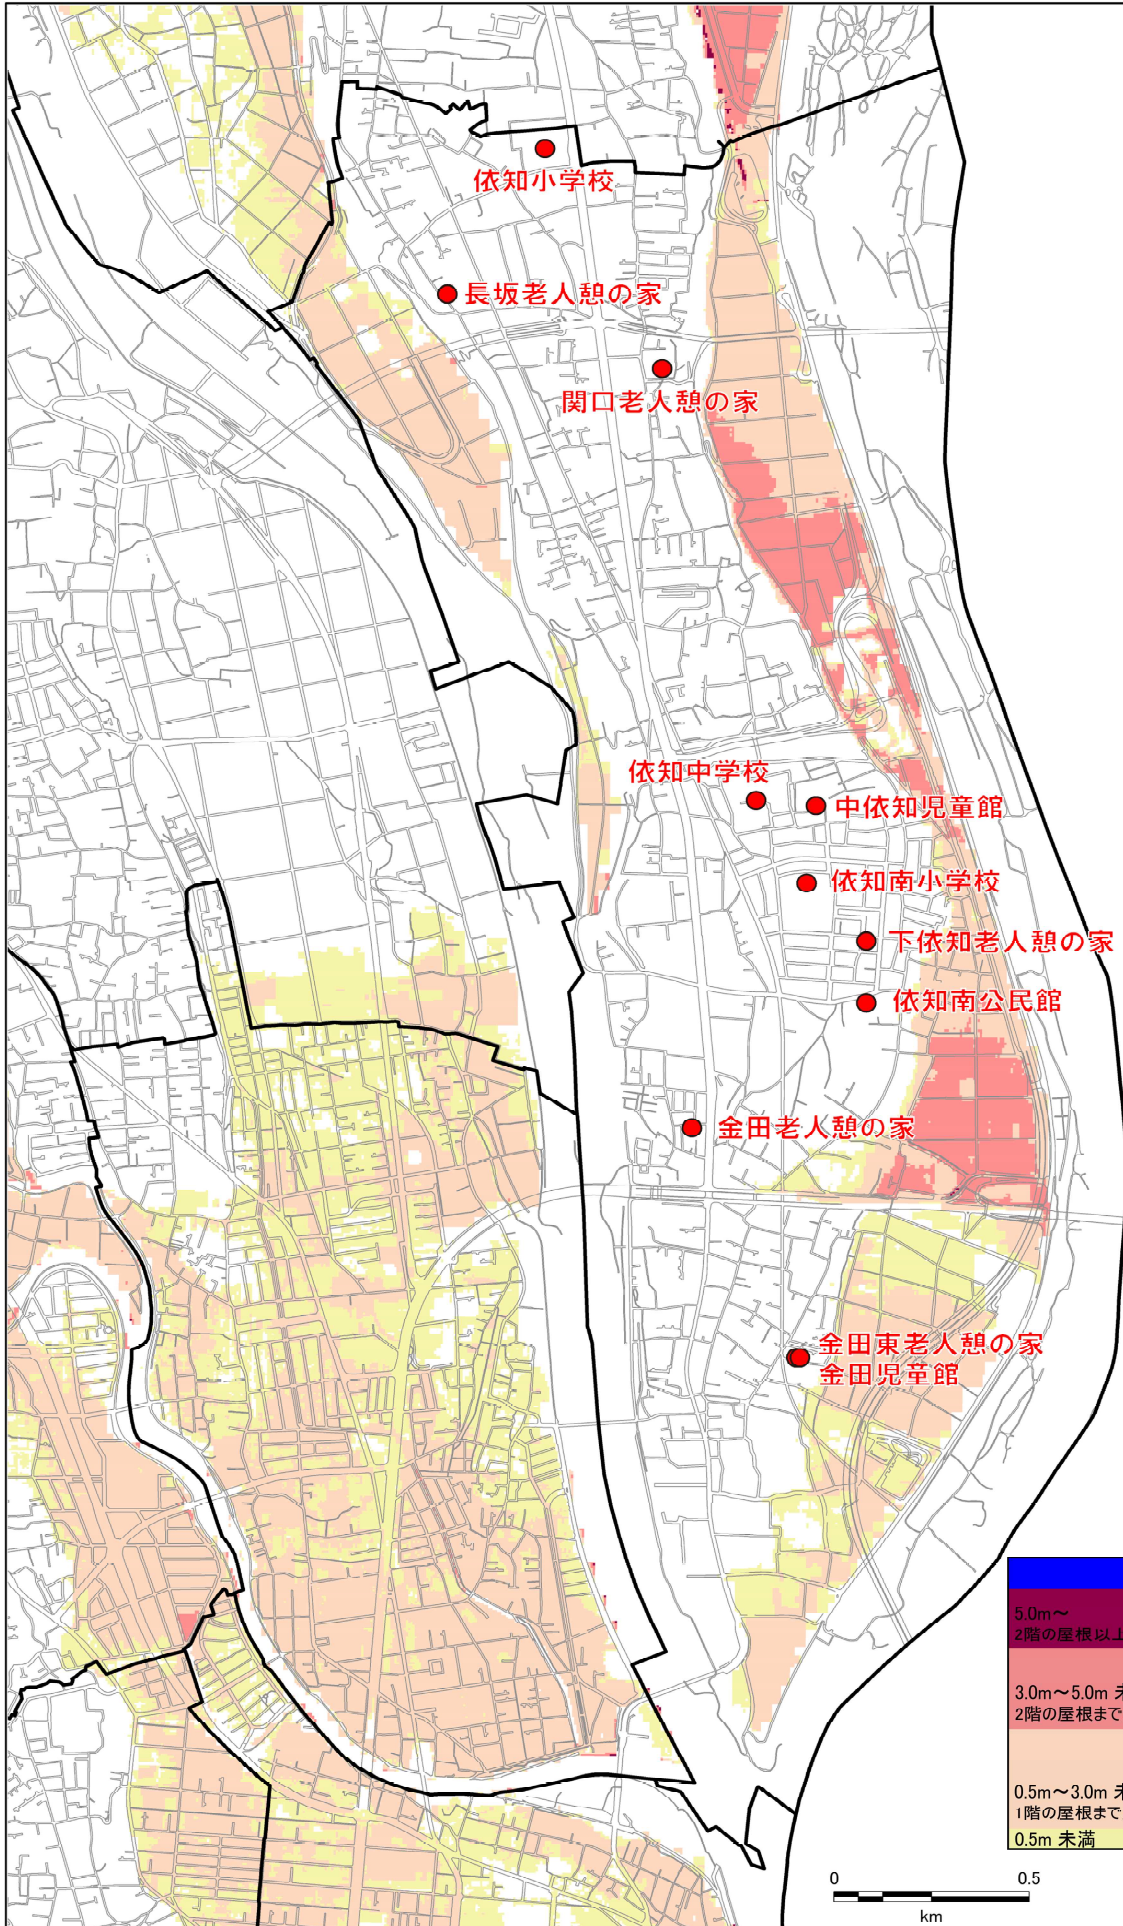 依知小学校
長坂老人憩の家
関口老人憩の家
依知中学校
中依知児童館
依知南小学校
下依知老人憩の家
依知南公民館
金田老人憩の家
金田東老人憩の家
金田児童館
5.0m～
2階の屋根以上
3.0m～5.0m 未
2階の屋根まで
0.5m～3.0m 未
1階の屋根まで
0.5m 未満
0 0.5
km